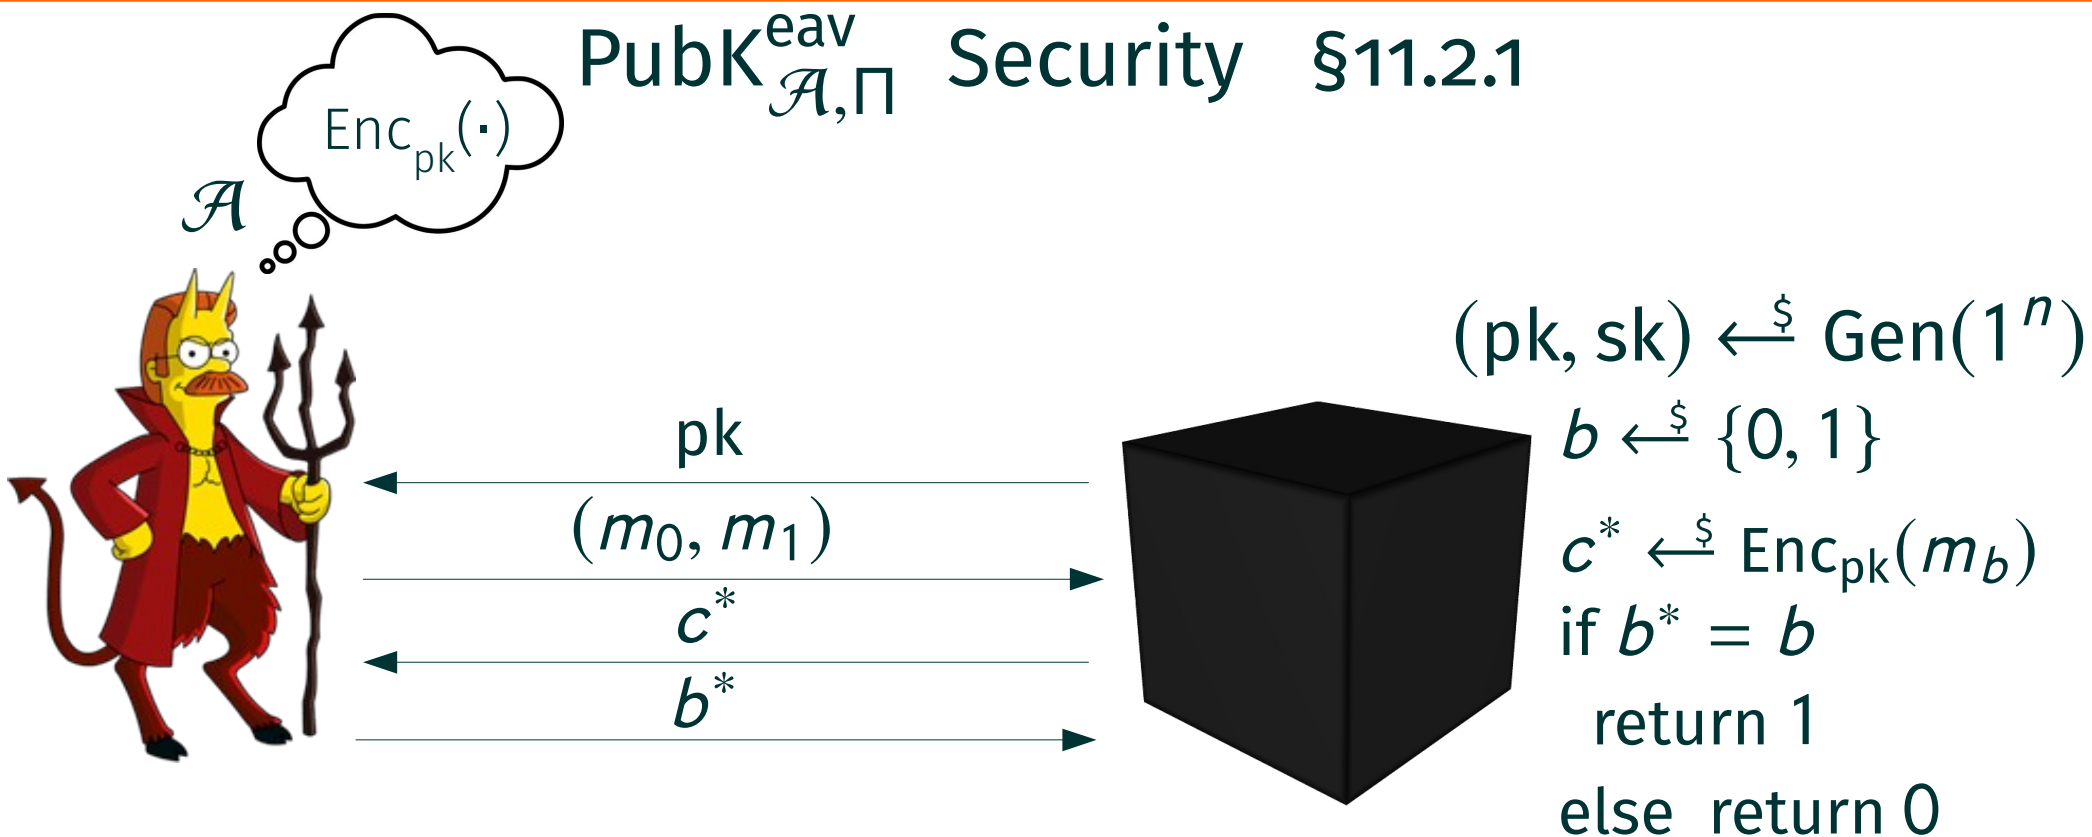 PubK^eav_𝒜,Π Security §11.2.1
Enc_pk(·)
𝒜
(pk, sk) ←$ Gen(1^n)
pk
b ←$ {0, 1}
(m_0, m_1)
c* ←$ Enc_pk(m_b)
c*
if b* = b
b*
return 1
else return 0